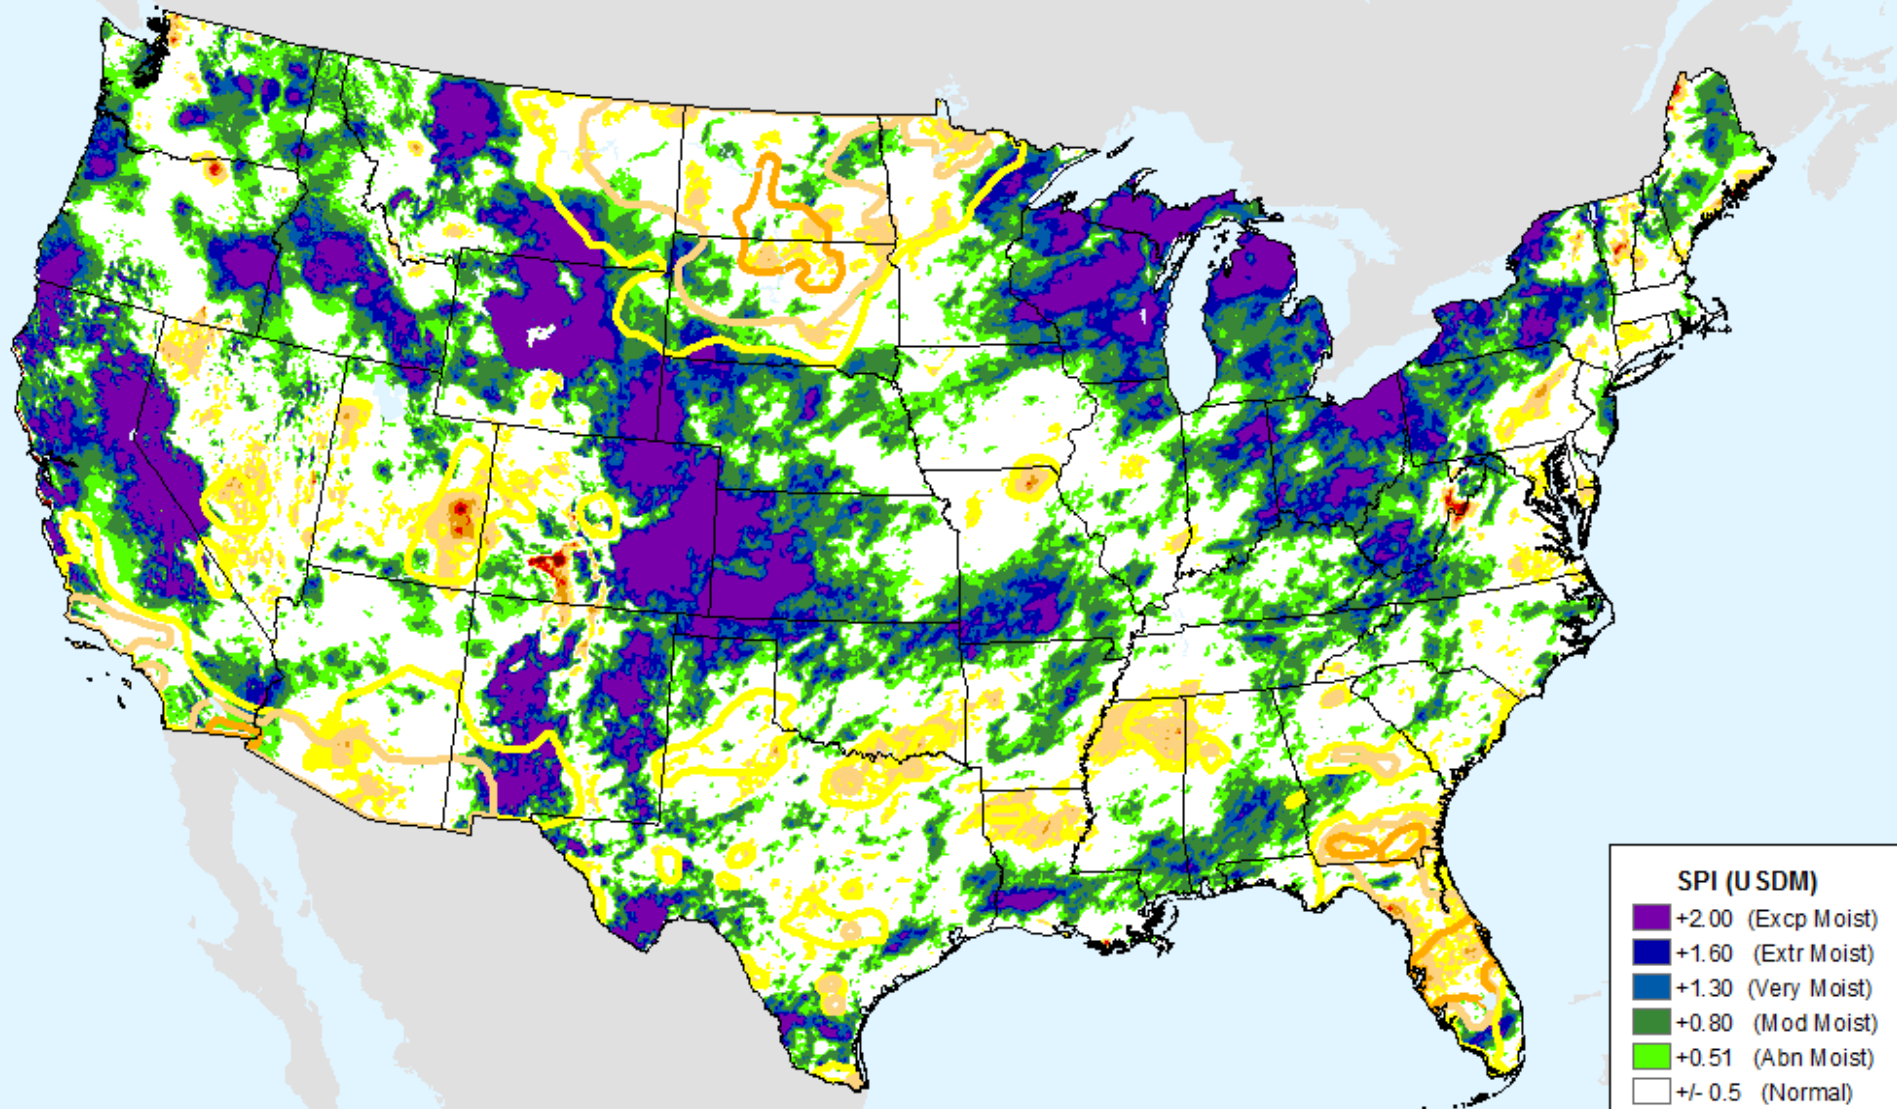 SPI (USDM)
+2.00 (Excp Moist)
+1.60 (Extr Moist)
+1.30 (Very Moist)
+0.80 (Mod Moist)
+0.51 (Abn Moist)
+/- 0.5 (Normal)